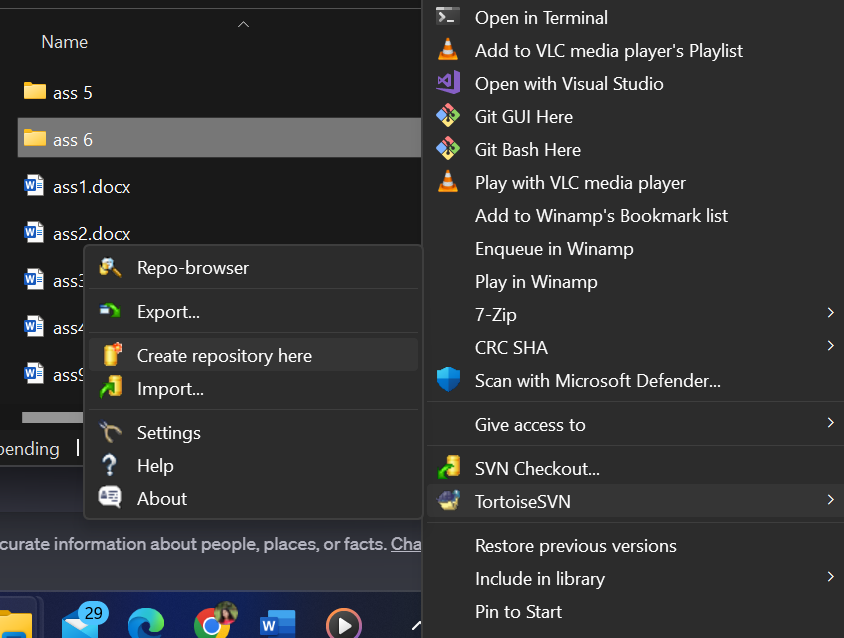 Name
ass 5
ass 6
ass1.docx
ass2.docx
ass3
ass4
ass9
pending
Repo-browser
Export...
Create repository here
Import...
Settings
Help
About
curate information about people, places, or facts. Cha
29
Open in Terminal
Add to VLC media player's Playlist
Open with Visual Studio
Git GUI Here
Git Bash Here
Play with VLC media player
Add to Winamp's Bookmark list
Enqueue in Winamp
Play in Winamp
7-Zip
CRC SHA
Scan with Microsoft Defender...
Give access to
SVN Checkout...
TortoiseSVN
Restore previous versions
Include in library
Pin to Start